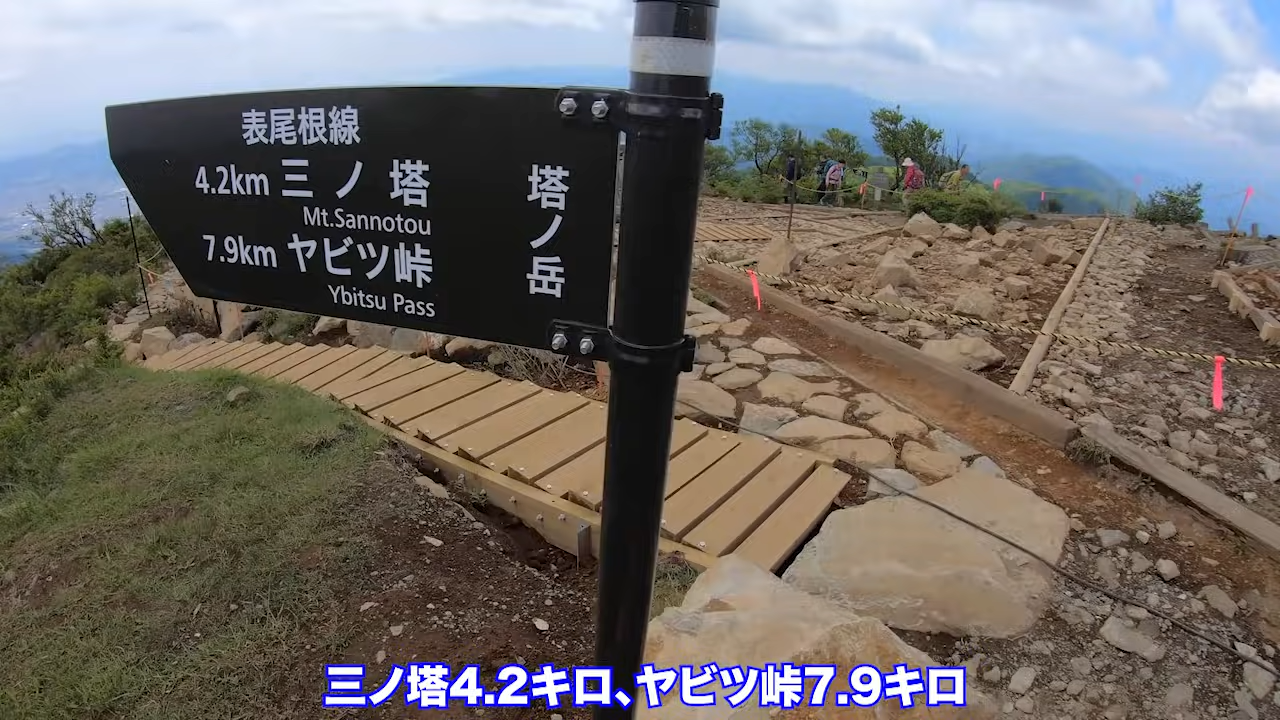 表尾根線
4.2km 三ノ塔
Mt.Sannotou
7.9km ヤビツ峠
Ybitsu Pass
塔ノ岳
三ノ塔4.2キロ、ヤビツ峠7.9キロ